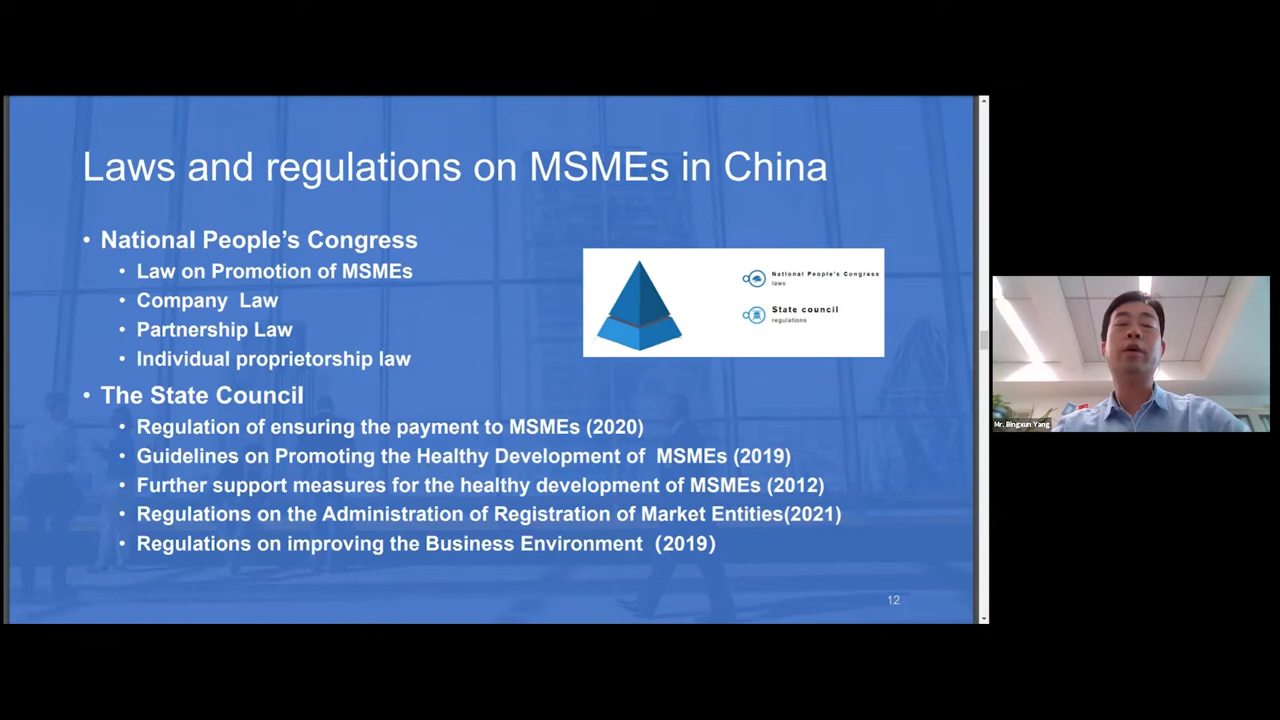 Laws and regulations on MSMEs in China
• National People's Congress
• Law on Promotion of MSMEs
• Company Law
• Partnership Law
• Individual proprietorship law
• The State Council
• Regulation of ensuring the payment to MSMEs (2020)
• Guidelines on Promoting the Healthy Development of MSMEs (2019)
• Further support measures for the healthy development of MSMEs (2012)
• Regulations on the Administration of Registration of Market Entities(2021)
• Regulations on improving the Business Environment (2019)
National People's Congress
laws
State council
regulations
12
Mr. Bingxun Yang